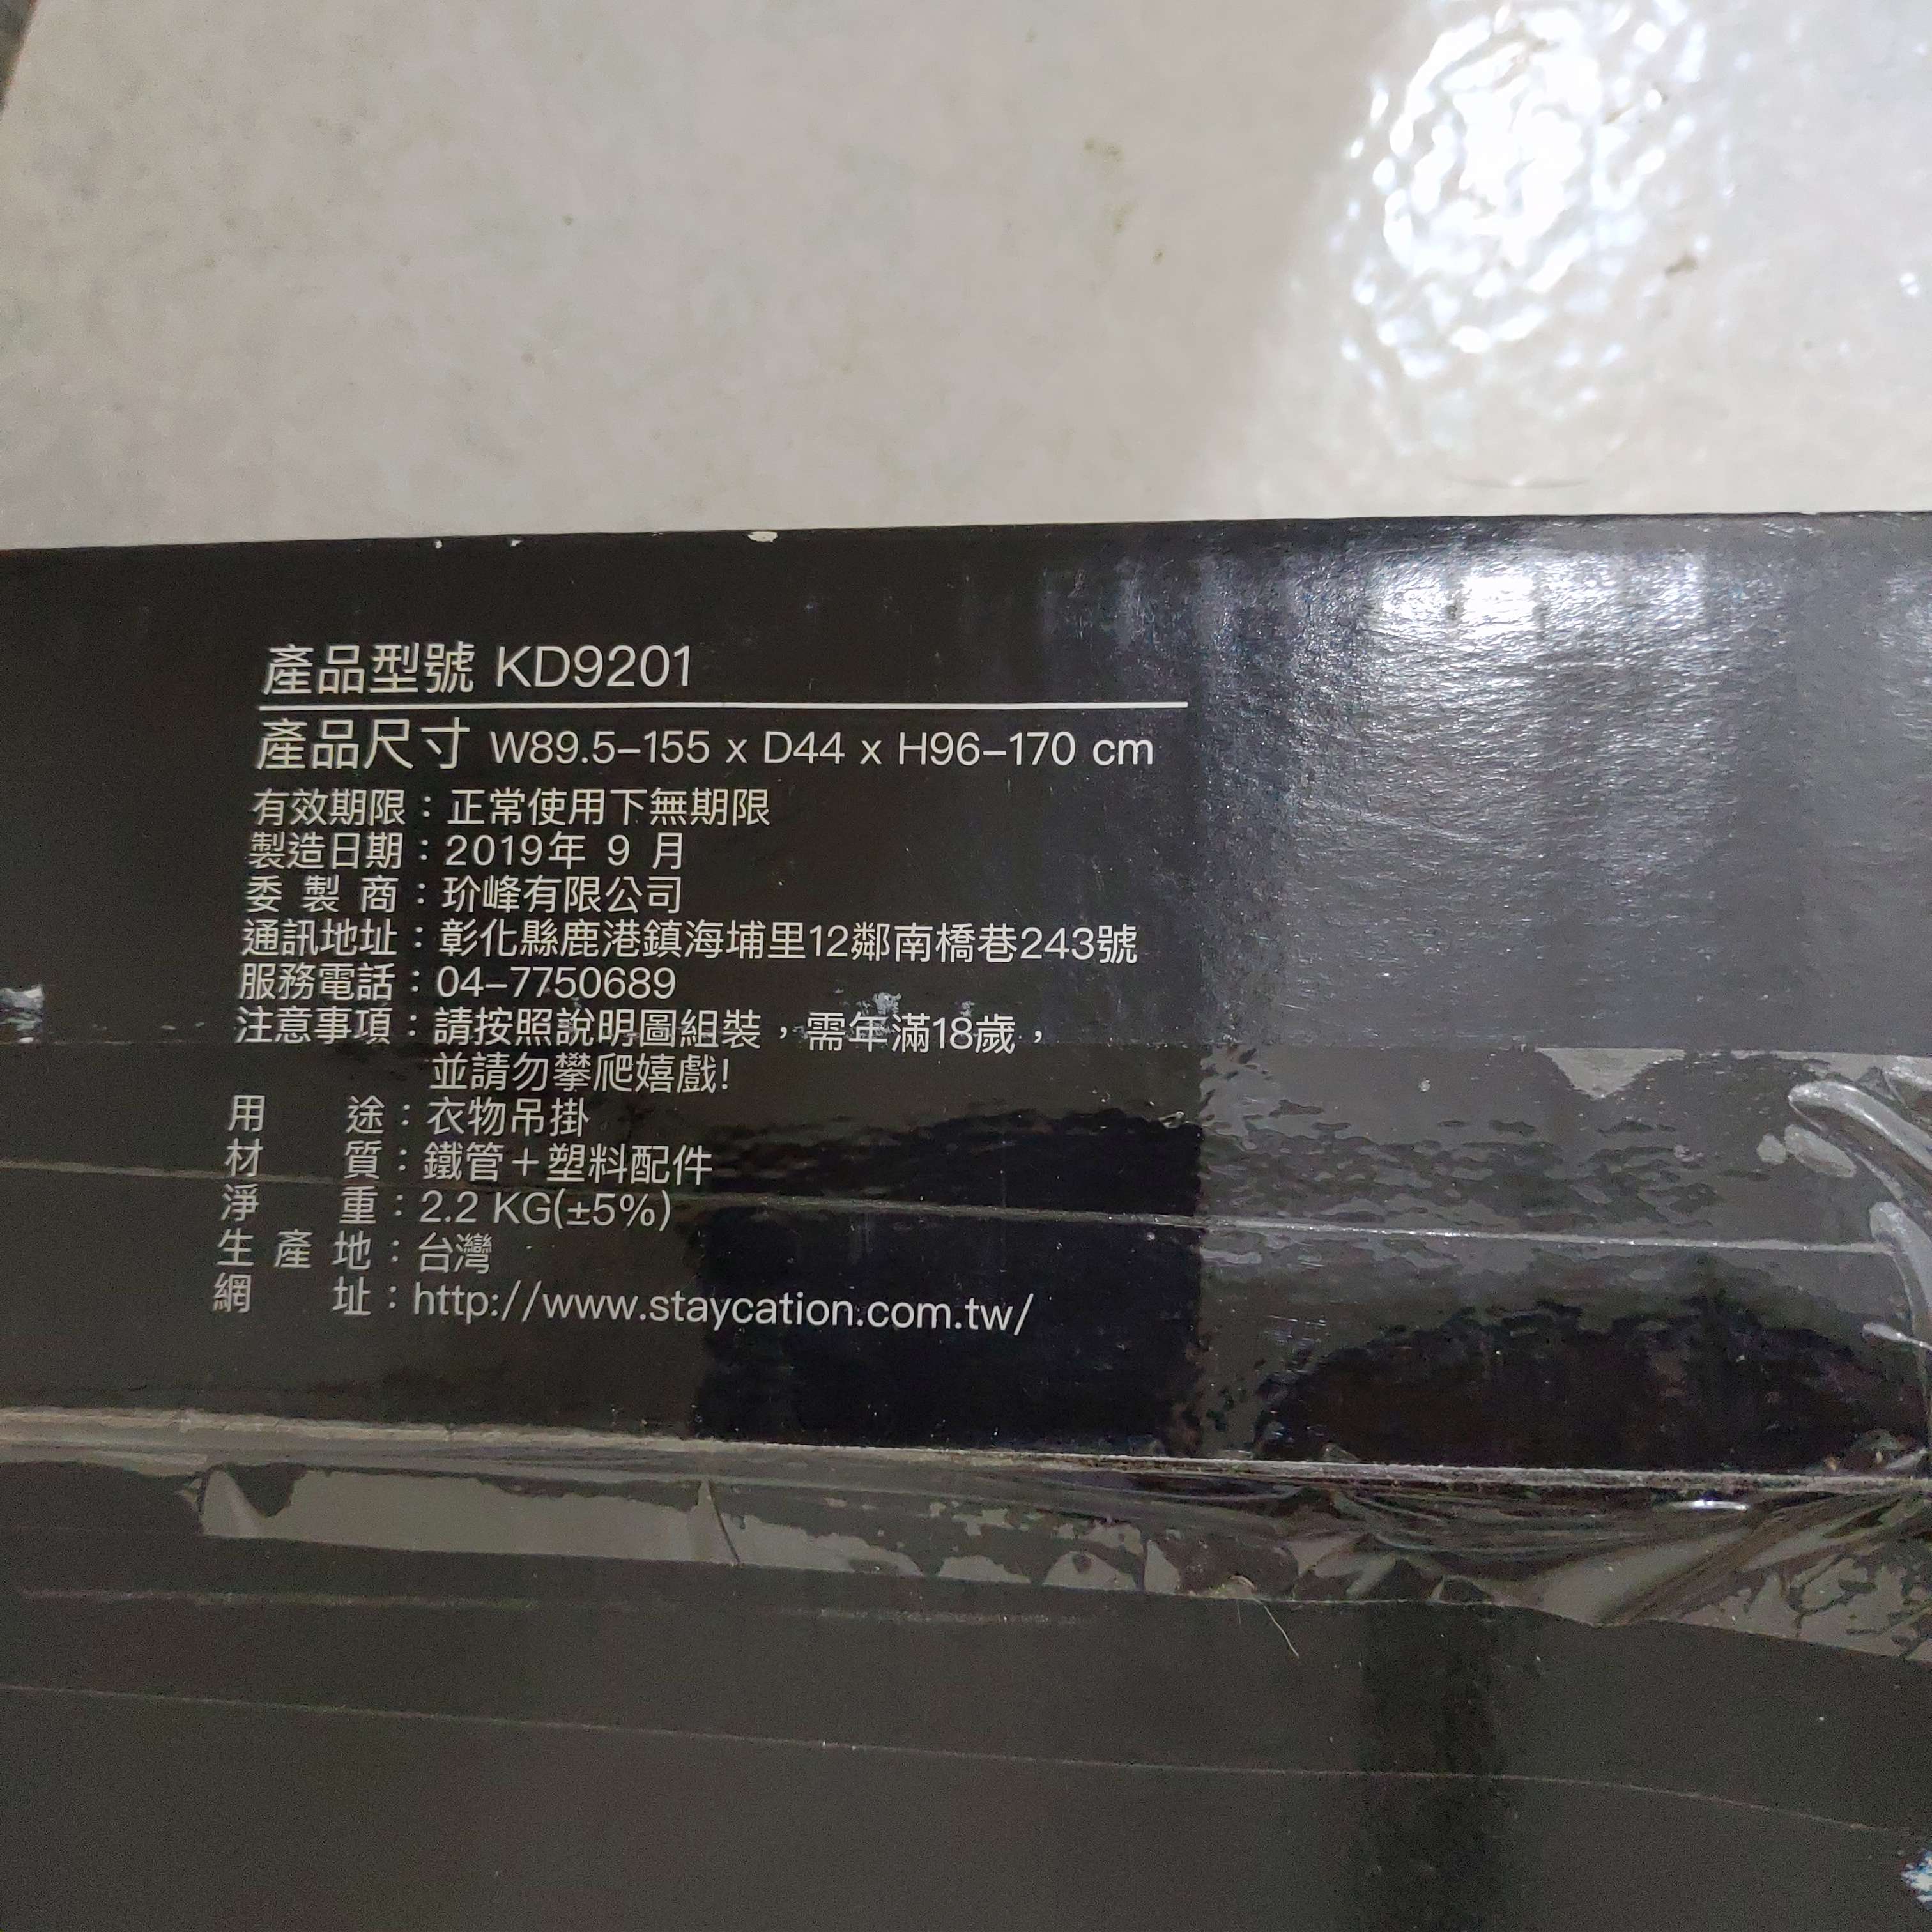 產品型號 KD9201
產品尺寸 W89.5–155 x D44 x H96–170 cm
有效期限：正常使用下無期限
製造日期：2019年 9 月
委 製 商：玠峰有限公司
通訊地址：彰化縣鹿港鎮海埔里12鄰南橋巷243號
服務電話：04–7750689
注意事項：請按照說明圖組裝，需年滿18歲，
並請勿攀爬嬉戲!
用 途：衣物吊掛
材 質：鐵管＋塑料配件
淨 重：2.2 KG(±5%)
生 產 地：台灣
網 址：http://www.staycation.com.tw/